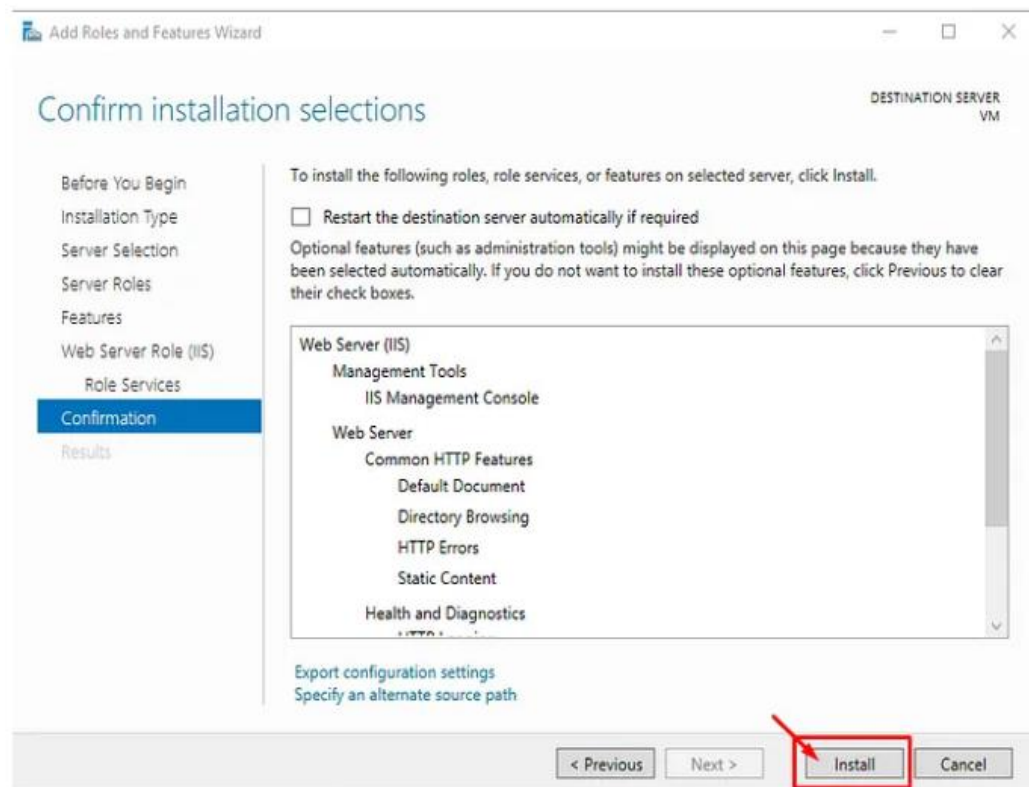 Add Roles and Features Wizard
Confirm installation selections
DESTINATION SERVER
VM
Before You Begin
Installation Type
Server Selection
Server Roles
Features
Web Server Role (IIS)
Role Services
Confirmation
Results
To install the following roles, role services, or features on selected server, click Install.
Restart the destination server automatically if required
Optional features (such as administration tools) might be displayed on this page because they have
been selected automatically. If you do not want to install these optional features, click Previous to clear
their check boxes.
Web Server (IIS)
Management Tools
IIS Management Console
Web Server
Common HTTP Features
Default Document
Directory Browsing
HTTP Errors
Static Content
Health and Diagnostics
Export configuration settings
Specify an alternate source path
< Previous
Next >
Install
Cancel